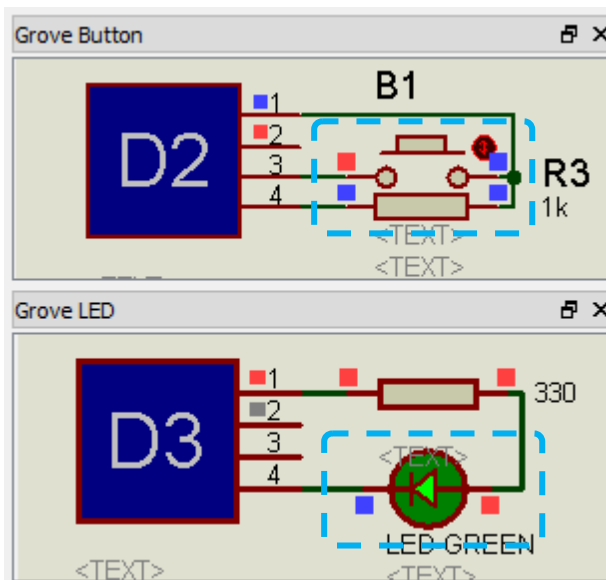 Grove Button
B1
D2
1
2
3
4
R3
1k
<TEXT>
<TEXT>
Grove LED
D3
1
2
3
4
330
<TEXT>
LED-GREEN
<TEXT>
<TEXT>